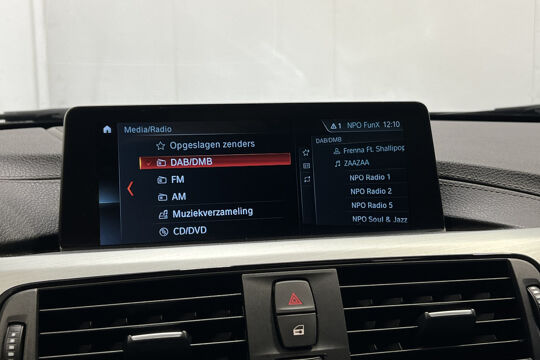 Media/Radio
1 NPO FunX 12:10
Opgeslagen zenders
DAB/DMB
FM
AM
Muziekverzameling
CD/DVD
DAB/DMB
Frenna Ft. Shallipop
ZAAZAA
NPO Radio 1
NPO Radio 2
NPO Radio 5
NPO Soul & Jazz